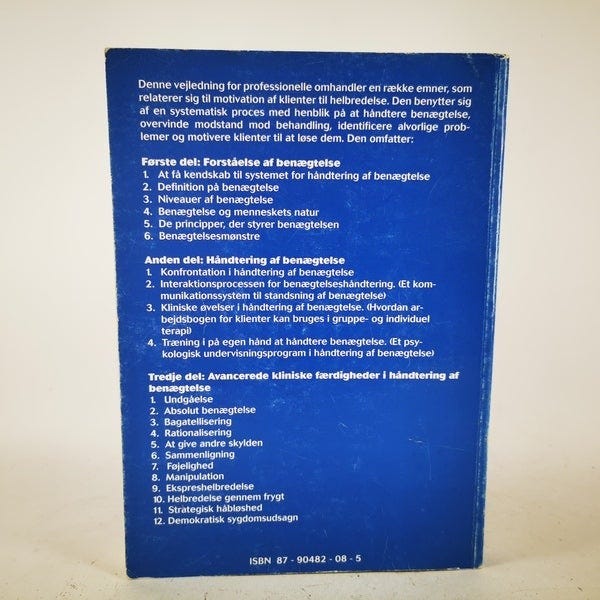 Denne vejledning for professionelle omhandler en række emner, som
relaterer sig til motivation af klienter til helbredelse. Den benytter sig
af en systematisk proces med henblik på at håndtere benægtelse,
overvinde modstand mod behandling, identificere alvorlige prob-
lemer og motivere klienter til at løse dem. Den omfatter:
Første del: Forståelse af benægtelse
1. At få kendskab til systemet for håndtering af benægtelse
2. Definition på benægtelse
3. Niveauer af benægtelse
4. Benægtelse og menneskets natur
5. De principper, der styrer benægtelsen
6. Benægtelsesmønstre
Anden del: Håndtering af benægtelse
1. Konfrontation i håndtering af benægtelse
2. Interaktionsprocessen for benægtelseshåndtering. (Et kom-
munikationssystem til standsning af benægtelse)
3. Kliniske øvelser i håndtering af benægtelse. (Hvordan ar-
bejdsbogen for klienter kan bruges i gruppe- og individuel
terapi)
4. Træning i på egen hånd at håndtere benægtelse. (Et psy-
kologisk undervisningsprogram i håndtering af benægtelse)
Tredje del: Avancerede kliniske færdigheder i håndtering af
benægtelse
1. Undgåelse
2. Absolut benægtelse
3. Bagatellisering
4. Rationalisering
5. At give andre skylden
6. Sammenligning
7. Føjelighed
8. Manipulation
9. Ekspreshelbredelse
10. Helbredelse gennem frygt
11. Strategisk håbløshed
12. Demokratisk sygdomsudsagn
ISBN 87 - 90482 - 08 - 5